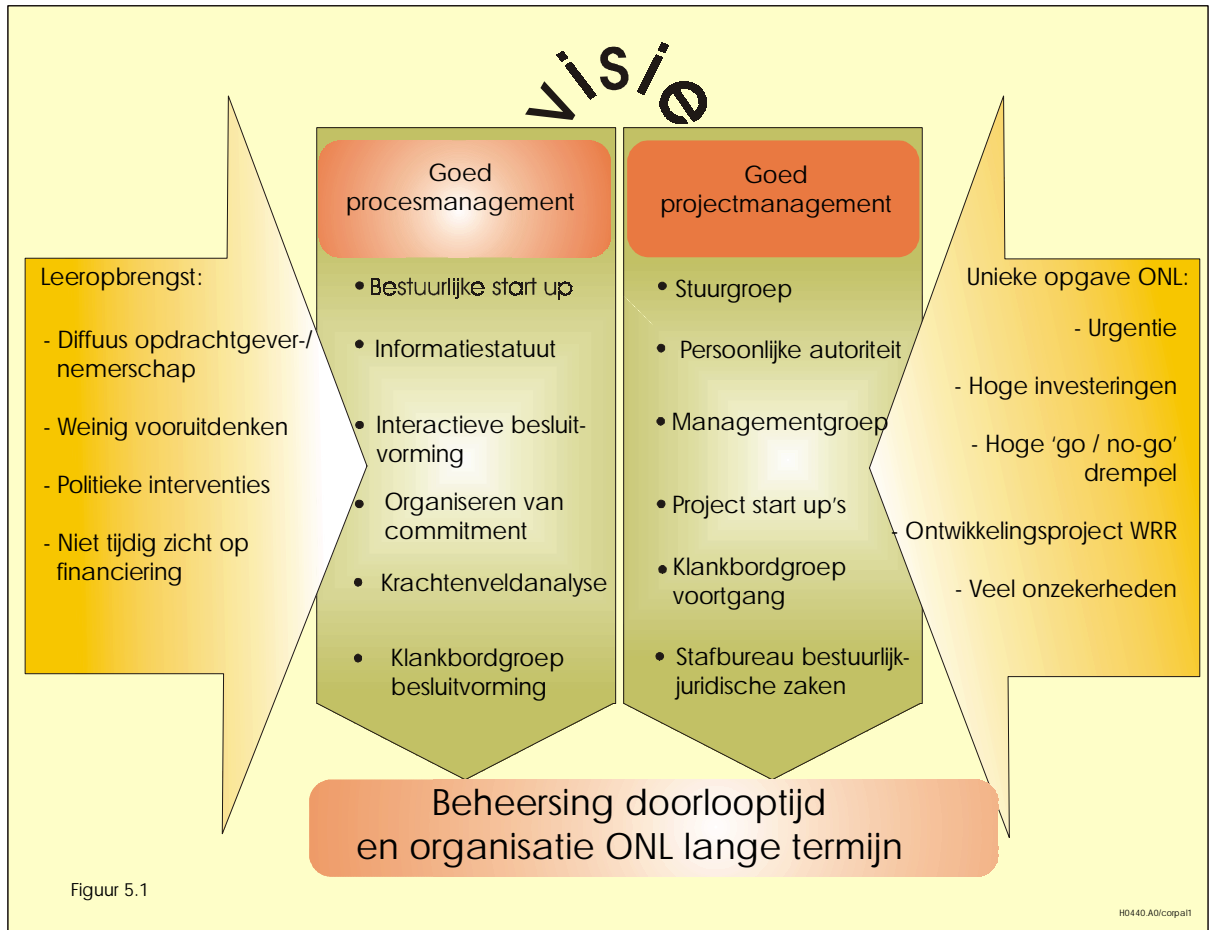 visie
Goed
procesmanagement
Goed
projectmanagement
Leeropbrengst:
- Diffuus opdrachtgever-/
nemerschap
- Weinig vooruitdenken
- Politieke interventies
- Niet tijdig zicht op
financiering
• Bestuurlijke start up
• Informatiestatuut
• Interactieve besluit-
vorming
• Organiseren van
commitment
• Krachtenveldanalyse
• Klankbordgroep
besluitvorming
• Stuurgroep
• Persoonlijke autoriteit
• Managementgroep
• Project start up's
• Klankbordgroep
voortgang
• Stafbureau bestuurlijk-
juridische zaken
Unieke opgave ONL:
- Urgentie
- Hoge investeringen
- Hoge ‘go / no-go’
drempel
- Ontwikkelingsproject WRR
- Veel onzekerheden
Beheersing doorlooptijd
en organisatie ONL lange termijn
Figuur 5.1
H0440.A0/corpal1